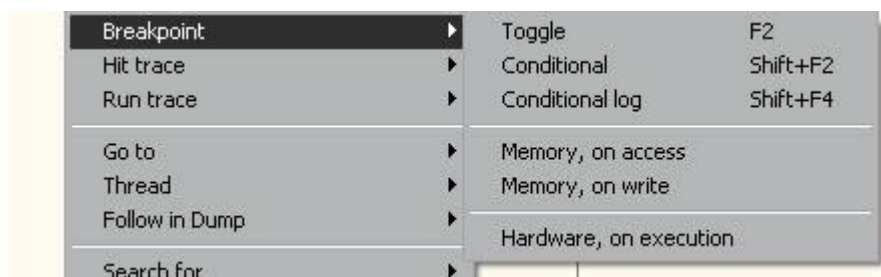 Breakpoint
Hit trace
Run trace
Go to
Thread
Follow in Dump
Search for
Toggle F2
Conditional Shift+F2
Conditional log Shift+F4
Memory, on access
Memory, on write
Hardware, on execution